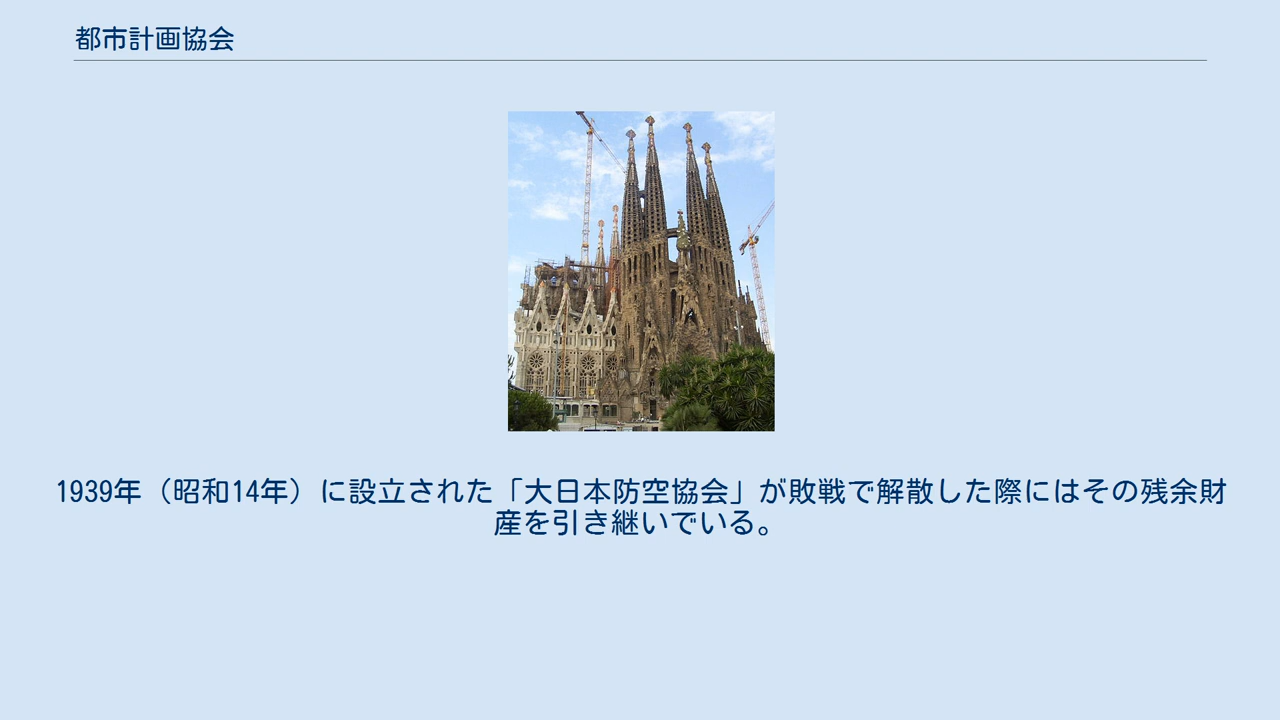 都市計画協会
1939年（昭和14年）に設立された「大日本防空協会」が敗戦で解散した際にはその残余財
産を引き継いでいる。